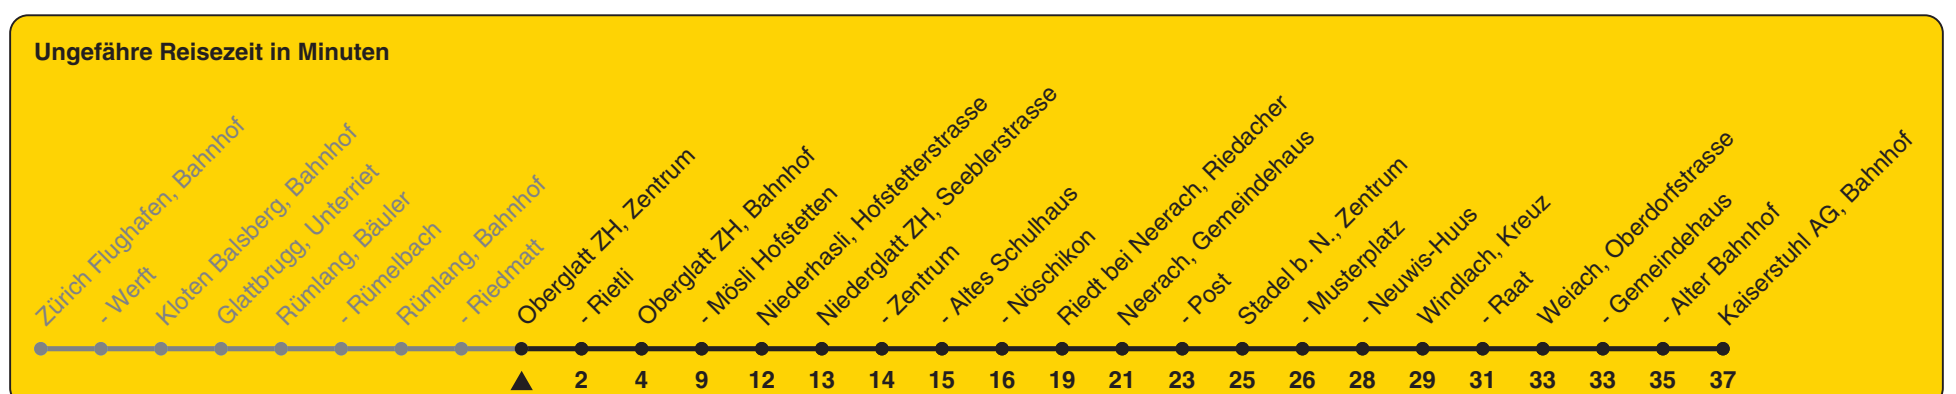 Ungefähre Reisezeit in Minuten
Zürich Flughafen, Bahnhof
- Werft
Kloten Balsberg, Bahnhof
Glattbrugg, Unterriet
Rümlang, Bäuler
- Rümelbach
Rümlang, Bahnhof
- Riedmatt
Oberglatt ZH, Zentrum
- Rietli
Oberglatt ZH, Bahnhof
- Mösli Hofstetten
Niederhasli, Hofstetterstrasse
Niederglatt ZH, Seeblerstrasse
- Zentrum
- Altes Schulhaus
- Nöschikon
Riedt bei Neerach, Riedacher
Neerach, Gemeindehaus
- Post
Stadel b. N., Zentrum
- Musterplatz
- Neuwis-Huus
Windlach, Kreuz
- Raat
Weiach, Oberdorfstrasse
- Gemeindehaus
- Alter Bahnhof
Kaiserstuhl AG, Bahnhof
2 4 9 12 13 14 15 16 19 21 23 25 26 28 29 31 33 33 35 37